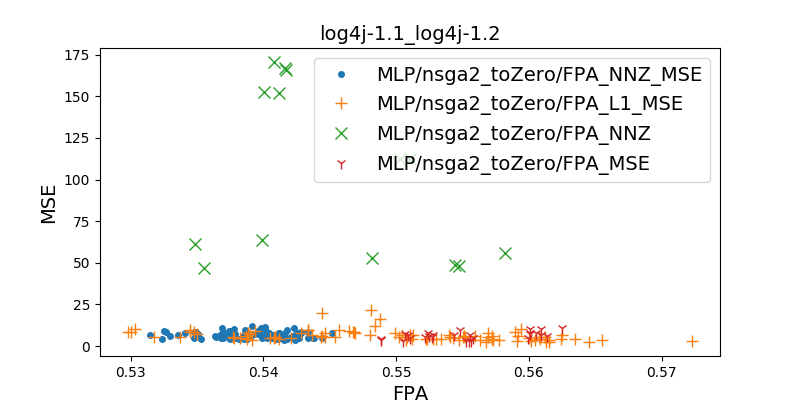 log4j-1.1_log4j-1.2
175
150
125
100
75
50
25
0
MSE
MLP/nsga2_toZero/FPA_NNZ_MSE
MLP/nsga2_toZero/FPA_L1_MSE
MLP/nsga2_toZero/FPA_NNZ
MLP/nsga2_toZero/FPA_MSE
0.53
0.54
0.55
0.56
0.57
FPA